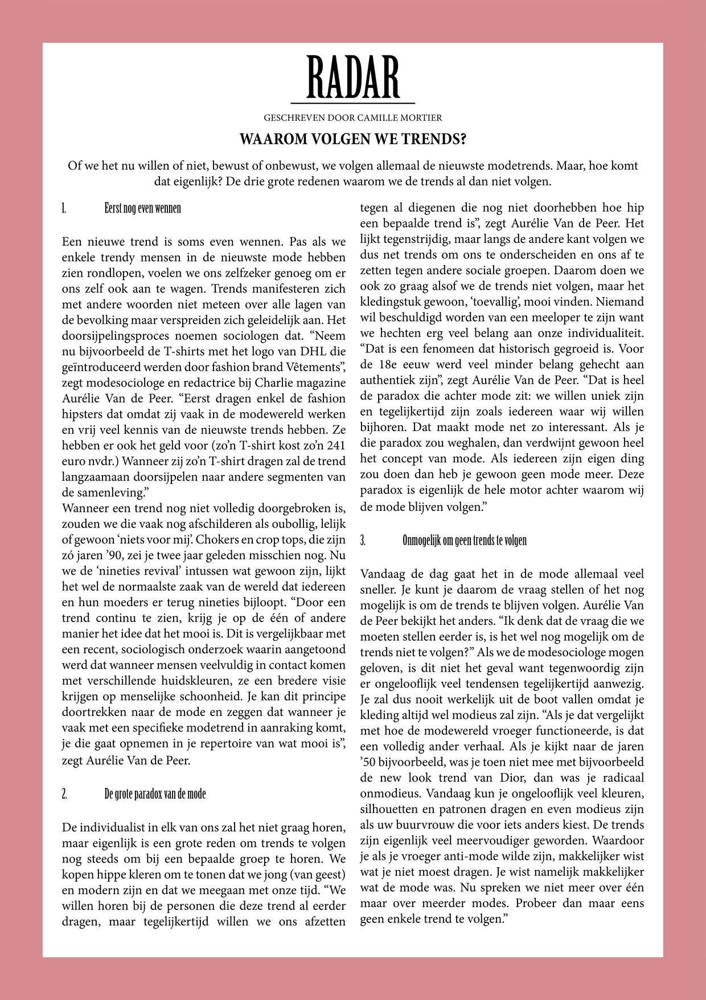 RADAR
GESCHREVEN DOOR CAMILLE MORTIER
WAAROM VOLGEN WE TRENDS?
Of we het nu willen of niet, bewust of onbewust, we volgen allemaal de nieuwste modetrends. Maar, hoe komt
dat eigenlijk? De drie grote redenen waarom we de trends al dan niet volgen.
1. Eerst nog even wennen
Een nieuwe trend is soms even wennen. Pas als we
enkele trendy mensen in de nieuwste mode hebben
zien rondlopen, voelen we ons zelfzeker genoeg om er
ons zelf ook aan te wagen. Trends manifesteren zich
met andere woorden niet meteen over alle lagen van
de bevolking maar verspreiden zich geleidelijk aan. Het
doorsijpelingsproces noemen sociologen dat. “Neem
nu bijvoorbeeld de T-shirts met het logo van DHL die
geïntroduceerd werden door fashion brand Vêtements”,
zegt modesociologe en redactrice bij Charlie magazine
Aurélie Van de Peer. “Eerst dragen enkel de fashion
hipsters dat omdat zij vaak in de modewereld werken
en vrij veel kennis van de nieuwste trends hebben. Ze
hebben er ook het geld voor (zo’n T-shirt kost zo’n 241
euro nvdr.) Wanneer zij zo’n T-shirt dragen zal de trend
langzaamaan doorsijpelen naar andere segmenten van
de samenleving.”
Wanneer een trend nog niet volledig doorgebroken is,
zouden we die vaak nog afschilderen als oubollig, lelijk
of gewoon ‘niets voor mij’. Chokers en crop tops, die zijn
zó jaren ’90, zei je twee jaar geleden misschien nog. Nu
we de ‘nineties revival’ intussen wat gewoon zijn, lijkt
het wel de normaalste zaak van de wereld dat iedereen
en hun moeders er terug nineties bijloopt. “Door een
trend continu te zien, krijg je op de één of andere
manier het idee dat het mooi is. Dit is vergelijkbaar met
een recent, sociologisch onderzoek waarin aangetoond
werd dat wanneer mensen veelvuldig in contact komen
met verschillende huidskleuren, ze een bredere visie
krijgen op menselijke schoonheid. Je kan dit principe
doortrekken naar de mode en zeggen dat wanneer je
vaak met een specifieke modetrend in aanraking komt,
je die gaat opnemen in je repertoire van wat mooi is”,
zegt Aurélie Van de Peer.
2. De grote paradox van de mode
De individualist in elk van ons zal het niet graag horen,
maar eigenlijk is een grote reden om trends te volgen
nog steeds om bij een bepaalde groep te horen. We
kopen hippe kleren om te tonen dat we jong (van geest)
en modern zijn en dat we meegaan met onze tijd. “We
willen horen bij de personen die deze trend al eerder
dragen, maar tegelijkertijd willen we ons afzetten
tegen al diegenen die nog niet doorhebben hoe hip
een bepaalde trend is”, zegt Aurélie Van de Peer. Het
lijkt tegenstrijdig, maar langs de andere kant volgen we
dus net trends om ons te onderscheiden en ons af te
zetten tegen andere sociale groepen. Daarom doen we
ook zo graag alsof we de trends niet volgen, maar het
kledingstuk gewoon, ‘toevallig’, mooi vinden. Niemand
wil beschuldigd worden van een meeloper te zijn want
we hechten erg veel belang aan onze individualiteit.
“Dat is een fenomeen dat historisch gegroeid is. Voor
de 18e eeuw werd veel minder belang gehecht aan
authentiek zijn”, zegt Aurélie Van de Peer. “Dat is heel
de paradox die achter mode zit: we willen uniek zijn
en tegelijkertijd zijn zoals iedereen waar wij willen
bijhoren. Dat maakt mode net zo interessant. Als je
die paradox zou weghalen, dan verdwijnt gewoon heel
het concept van mode. Als iedereen zijn eigen ding
zou doen dan heb je gewoon geen mode meer. Deze
paradox is eigenlijk de hele motor achter waarom wij
de mode blijven volgen.”
3. Onmogelijk om geen trends te volgen
Vandaag de dag gaat het in de mode allemaal veel
sneller. Je kunt je daarom de vraag stellen of het nog
mogelijk is om de trends te blijven volgen. Aurélie Van
de Peer bekijkt het anders. “Ik denk dat de vraag die we
moeten stellen eerder is, is het wel nog mogelijk om de
trends niet te volgen?” Als we de modesociologe mogen
geloven, is dit niet het geval want tegenwoordig zijn
er ongelooflijk veel tendensen tegelijkertijd aanwezig.
Je zal dus nooit werkelijk uit de boot vallen omdat je
kleding altijd wel modieus zal zijn. “Als je dat vergelijkt
met hoe de modewereld vroeger functioneerde, is dat
een volledig ander verhaal. Als je kijkt naar de jaren
’50 bijvoorbeeld, was je toen niet mee met bijvoorbeeld
de new look trend van Dior, dan was je radicaal
onmodieus. Vandaag kun je ongelooflijk veel kleuren,
silhouetten en patronen dragen en even modieus zijn
als uw buurvrouw die voor iets anders kiest. De trends
zijn eigenlijk veel meervoudiger geworden. Waardoor
je als je vroeger anti-mode wilde zijn, makkelijker wist
wat je niet moest dragen. Je wist namelijk makkelijker
wat de mode was. Nu spreken we niet meer over één
maar over meerder modes. Probeer dan maar eens
geen enkele trend te volgen.”